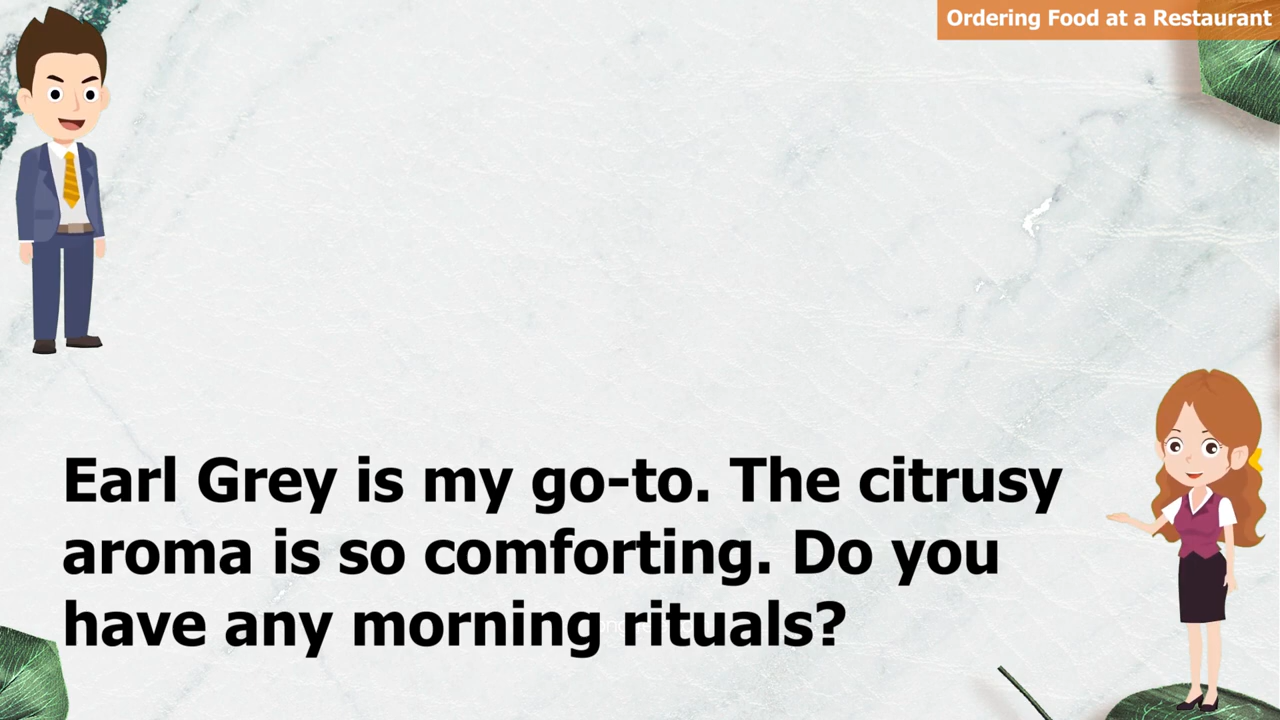 Ordering Food at a Restaurant
Earl Grey is my go-to. The citrusy
aroma is so comforting. Do you
have any morning rituals?